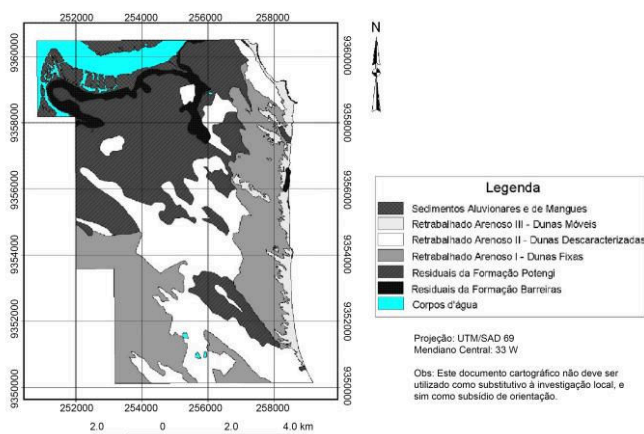 252000 254000 256000 258000
N
9360000 9360000
9358000 9358000
9356000 9356000
9354000 9354000
9352000 9352000
9350000 9350000
252000 254000 256000 258000
2.0 0 2.0 4.0 km
Legenda
Sedimentos Aluvionares e de Mangues
Retrabalhado Arenoso III - Dunas Móveis
Retrabalhado Arenoso II - Dunas Descaracterizadas
Retrabalhado Arenoso I - Dunas Fixas
Residuais da Formação Potengi
Residuais da Formação Barreiras
Corpos d'água
Projeção: UTM/SAD 69
Meridiano Central: 33 W
Obs: Este documento cartográfico não deve ser
utilizado como substitutivo à investigação local, e
sim como subsídio de orientação.